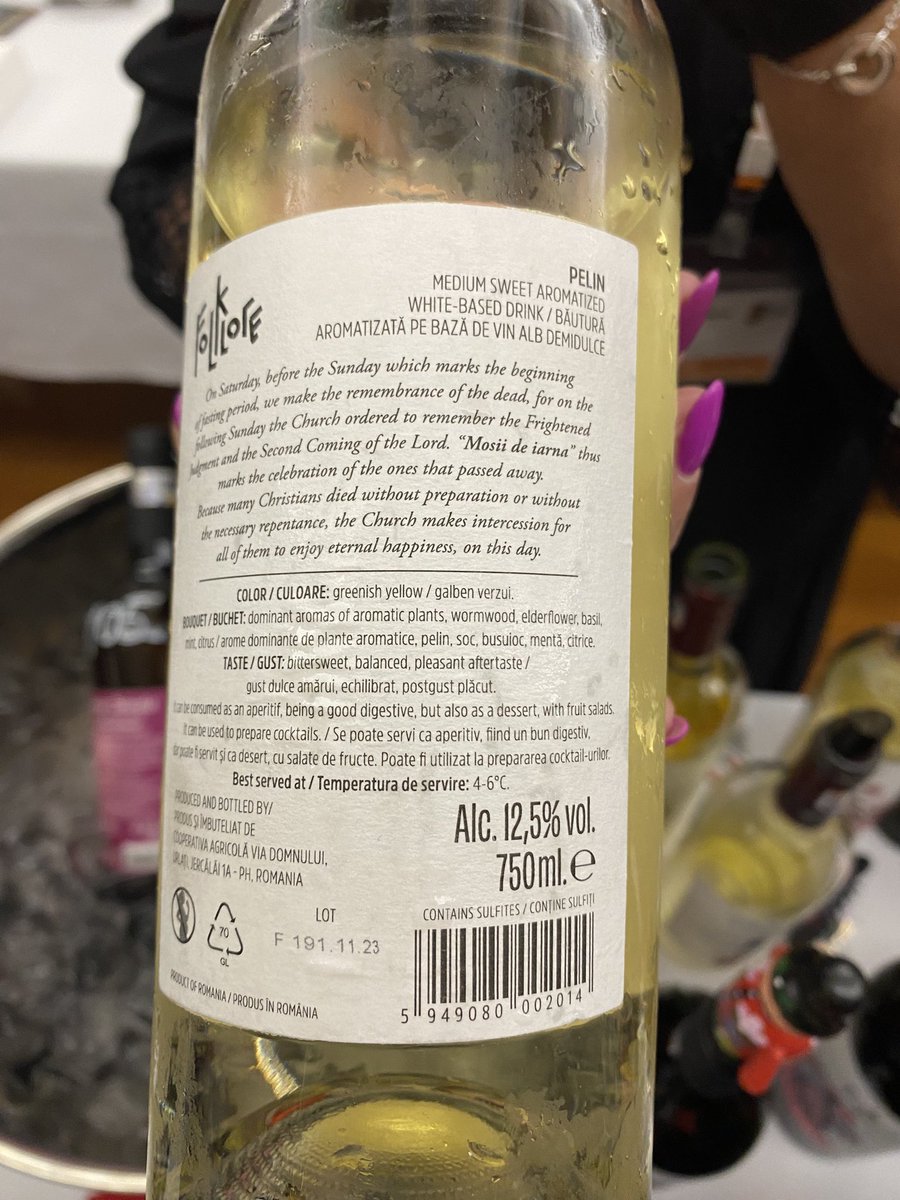 FOLKLORE
PELIN
MEDIUM SWEET AROMATIZED
WHITE-BASED DRINK / BĂUTURĂ
AROMATIZATĂ PE BAZĂ DE VIN ALB DEMIDULCE
On Saturday, before the Sunday which marks the beginning
of fasting period, we make the remembrance of the dead, for on the
following Sunday the Church ordered to remember the Frightened
Judgment and the Second Coming of the Lord. "Mosii de iarna" thus
marks the celebration of the ones that passed away.
Because many Christians died without preparation or without
the necessary repentance, the Church makes intercession for
all of them to enjoy eternal happiness, on this day.
COLOR / CULOARE: greenish yellow / galben verzui.
BOUQUET / BUCHET: dominant aromas of aromatic plants, wormwood, elderflower, basil,
mint, citrus / arome dominante de plante aromatice, pelin, soc, busuioc, mentă, citrice.
TASTE / GUST: bittersweet, balanced, pleasant aftertaste /
gust dulce amărui, echilibrat, postgust plăcut.
It can be consumed as an aperitif, being a good digestive, but also as a dessert, with fruit salads.
It can be used to prepare cocktails. / Se poate servi ca aperitiv, fiind un bun digestiv,
dar poate fi servit și ca desert, cu salate de fructe. Poate fi utilizat la prepararea cocktail-urilor.
Best served at / Temperatura de servire: 4-6°C.
PRODUCED AND BOTTLED BY/
PRODUS ȘI ÎMBUTELIAT DE
COOPERATIVA AGRICOLĂ VIA DOMNULUI,
URLAȚI, JERCĂLĂI 1A - PH, ROMANIA
Alc. 12,5% vol.
750ml. e
CONTAINS SULFITES / CONȚINE SULFIȚI
70
GL
LOT
F 191.11.23
5 949080 002014
PRODUCT OF ROMANIA / PRODUS ÎN ROMÂNIA